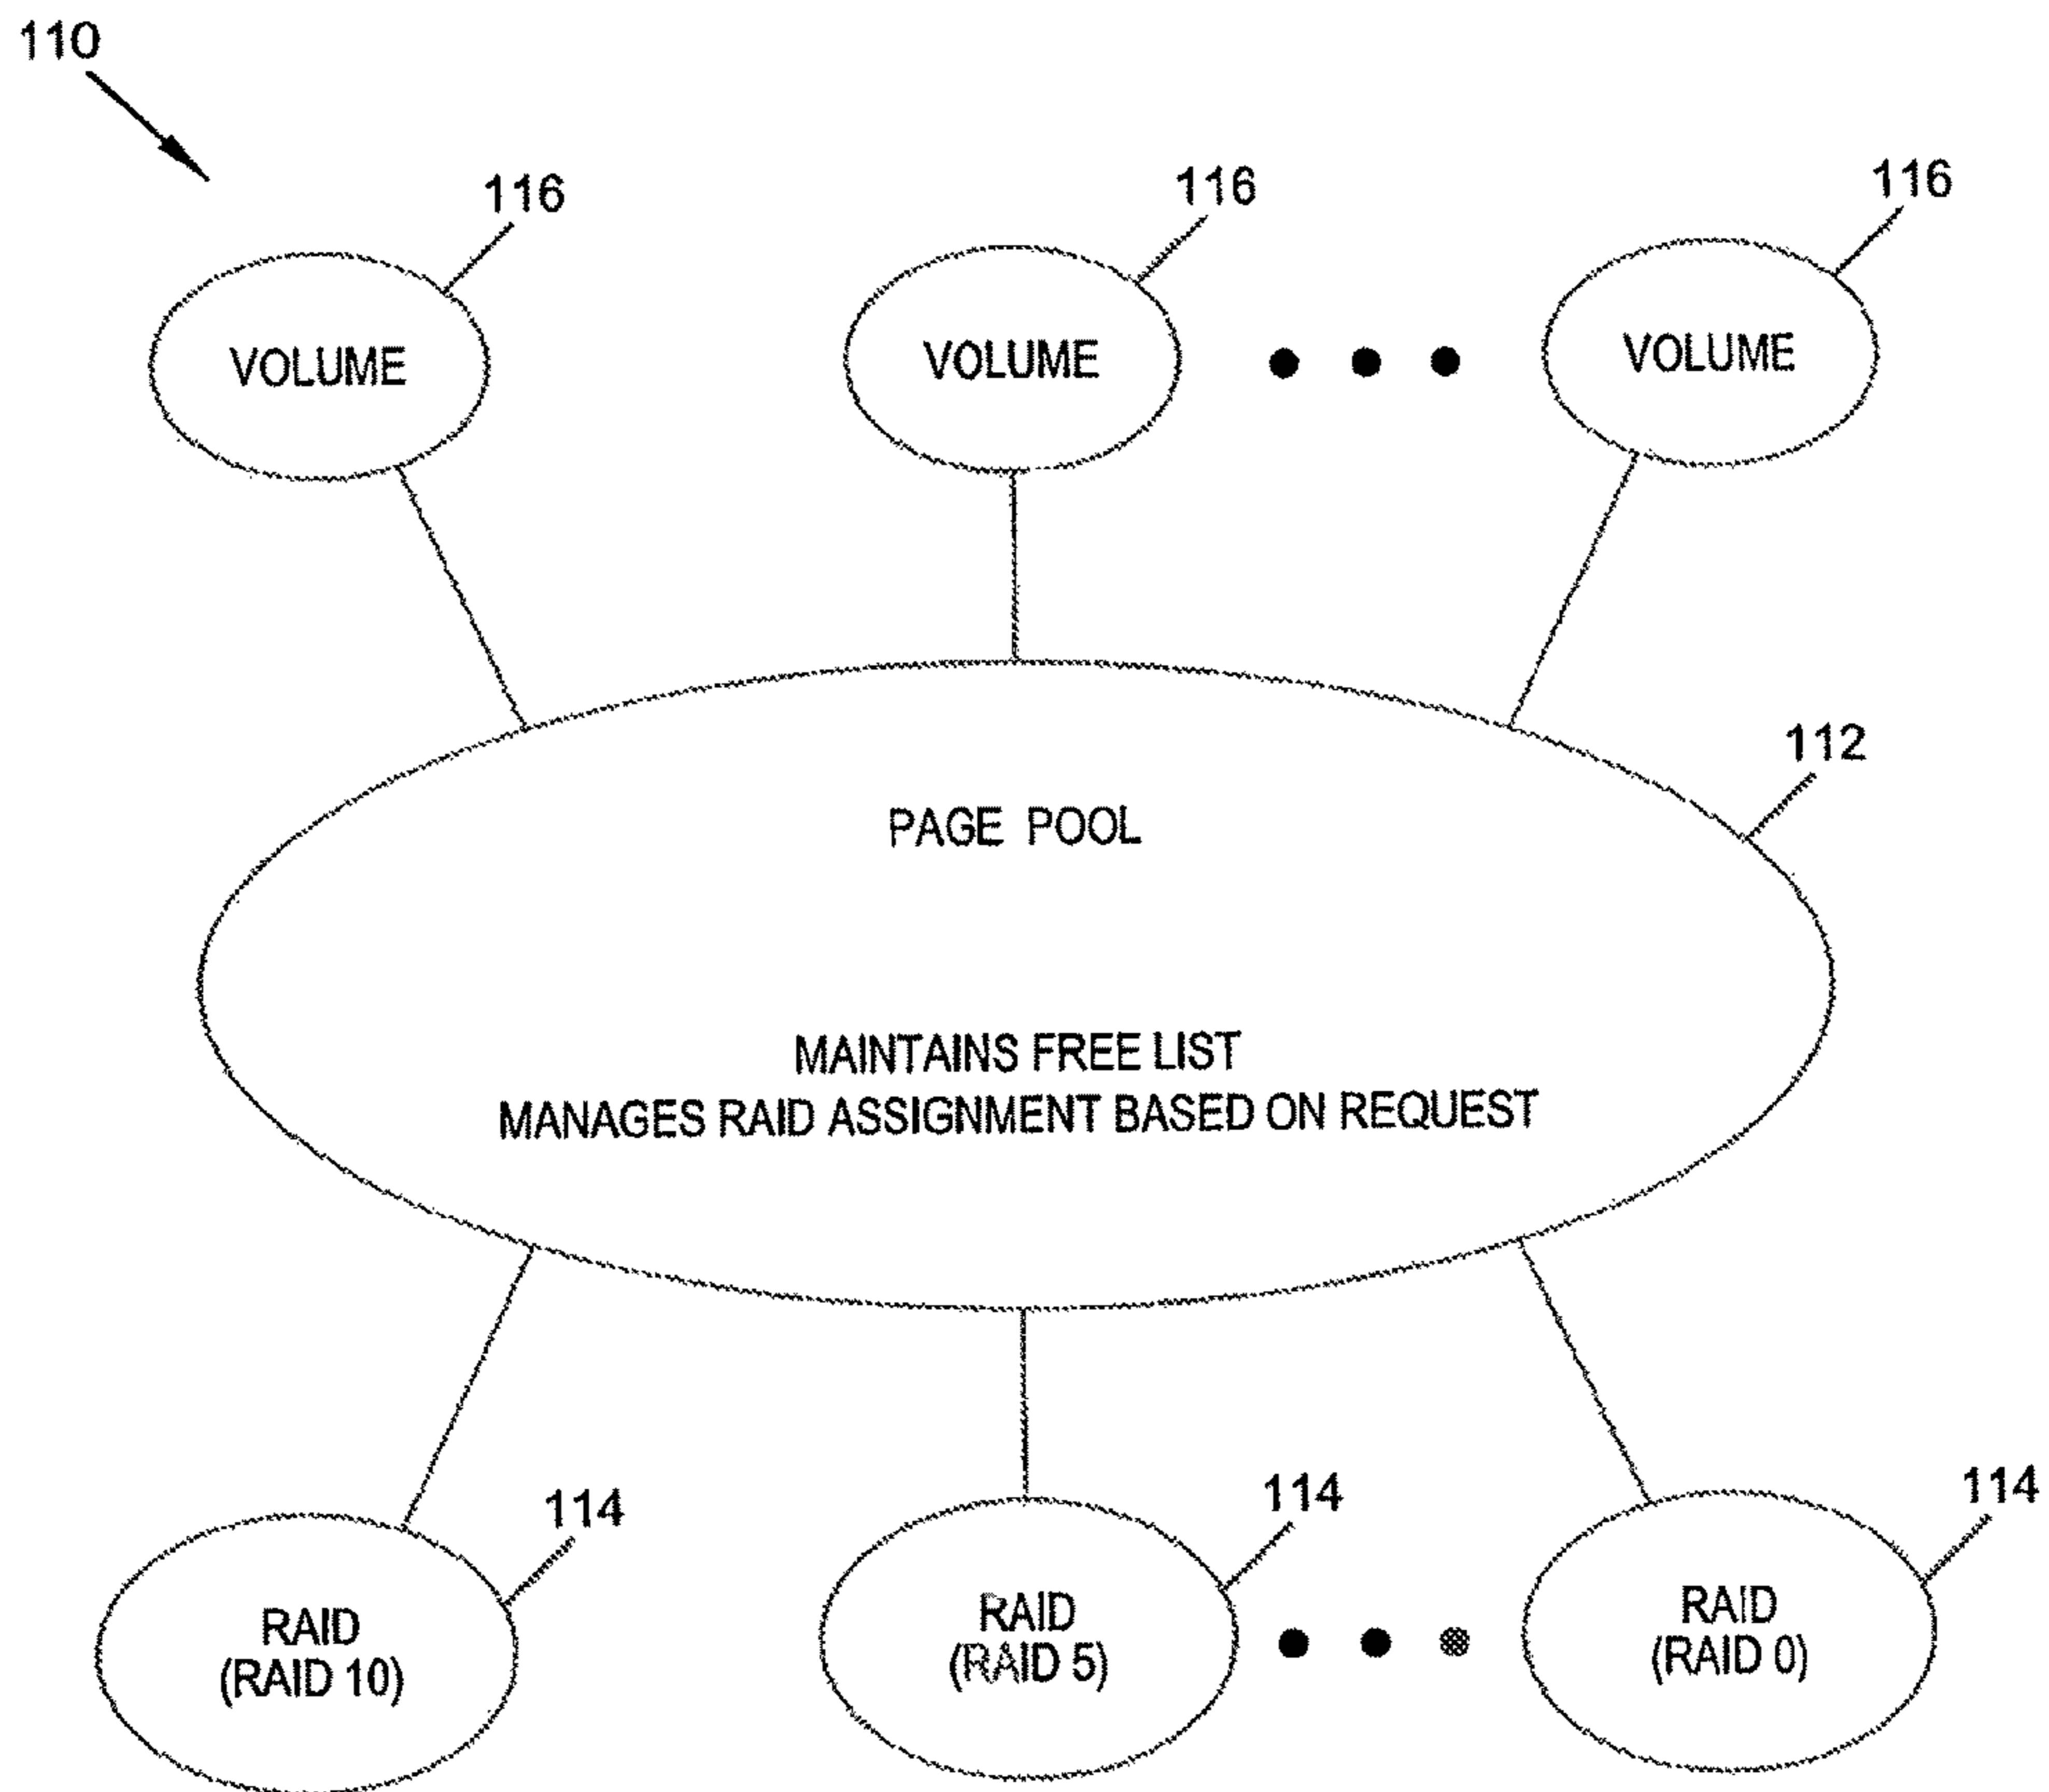 110
116
116
116
VOLUME
VOLUME
VOLUME
112
PAGE POOL
MAINTAINS FREE LIST
MANAGES RAID ASSIGNMENT BASED ON REQUEST
114
114
114
RAID
(RAID 10)
RAID
(RAID 5)
RAID
(RAID 0)